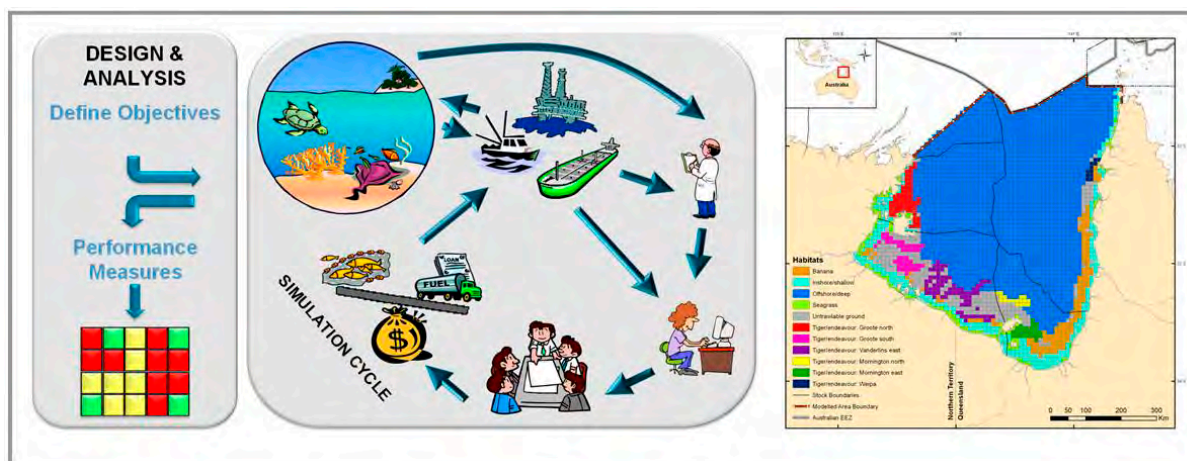 DESIGN &
ANALYSIS
Define Objectives
Performance
Measures
LOAN
FUEL
$
SIMULATION CYCLE
Australia
Habitats
Banana
Inshore/shallow
Offshore/deep
Seagrass
Untrawlable ground
Tiger/endeavour: Groote north
Tiger/endeavour: Groote south
Tiger/endeavour: Vanderlins east
Tiger/endeavour: Mornington north
Tiger/endeavour: Mornington east
Tiger/endeavour: Weipa
Stock Boundaries
Modelled Area Boundary
Australian EEZ
Northern Territory
Queensland
0 50 100 200 300
Km